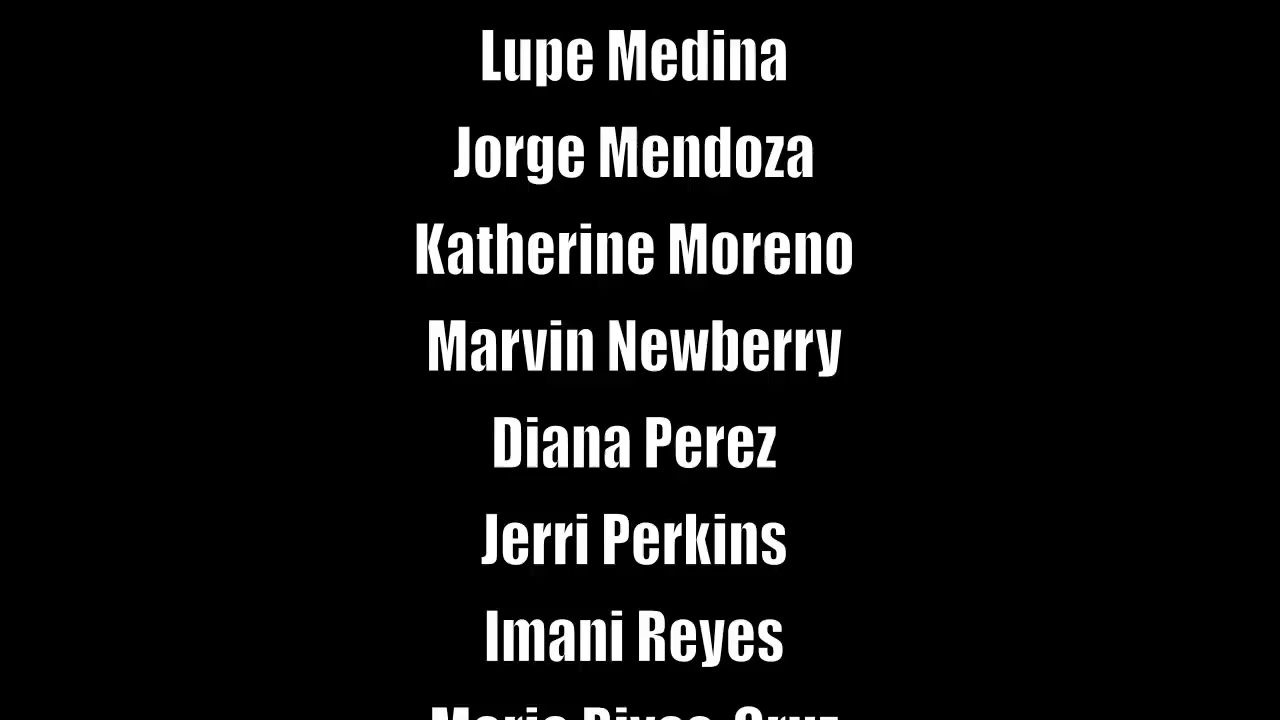 Lupe Medina
Jorge Mendoza
Katherine Moreno
Marvin Newberry
Diana Perez
Jerri Perkins
Imani Reyes